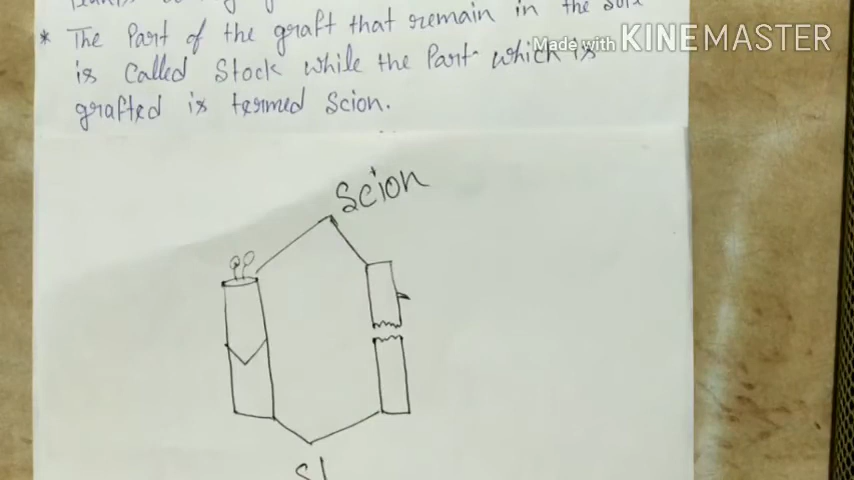 * The Part of the graft that remain in the soil
is Called Stock while the Part which is
grafted is termed Scion.
Made with KINEMASTER
Scion